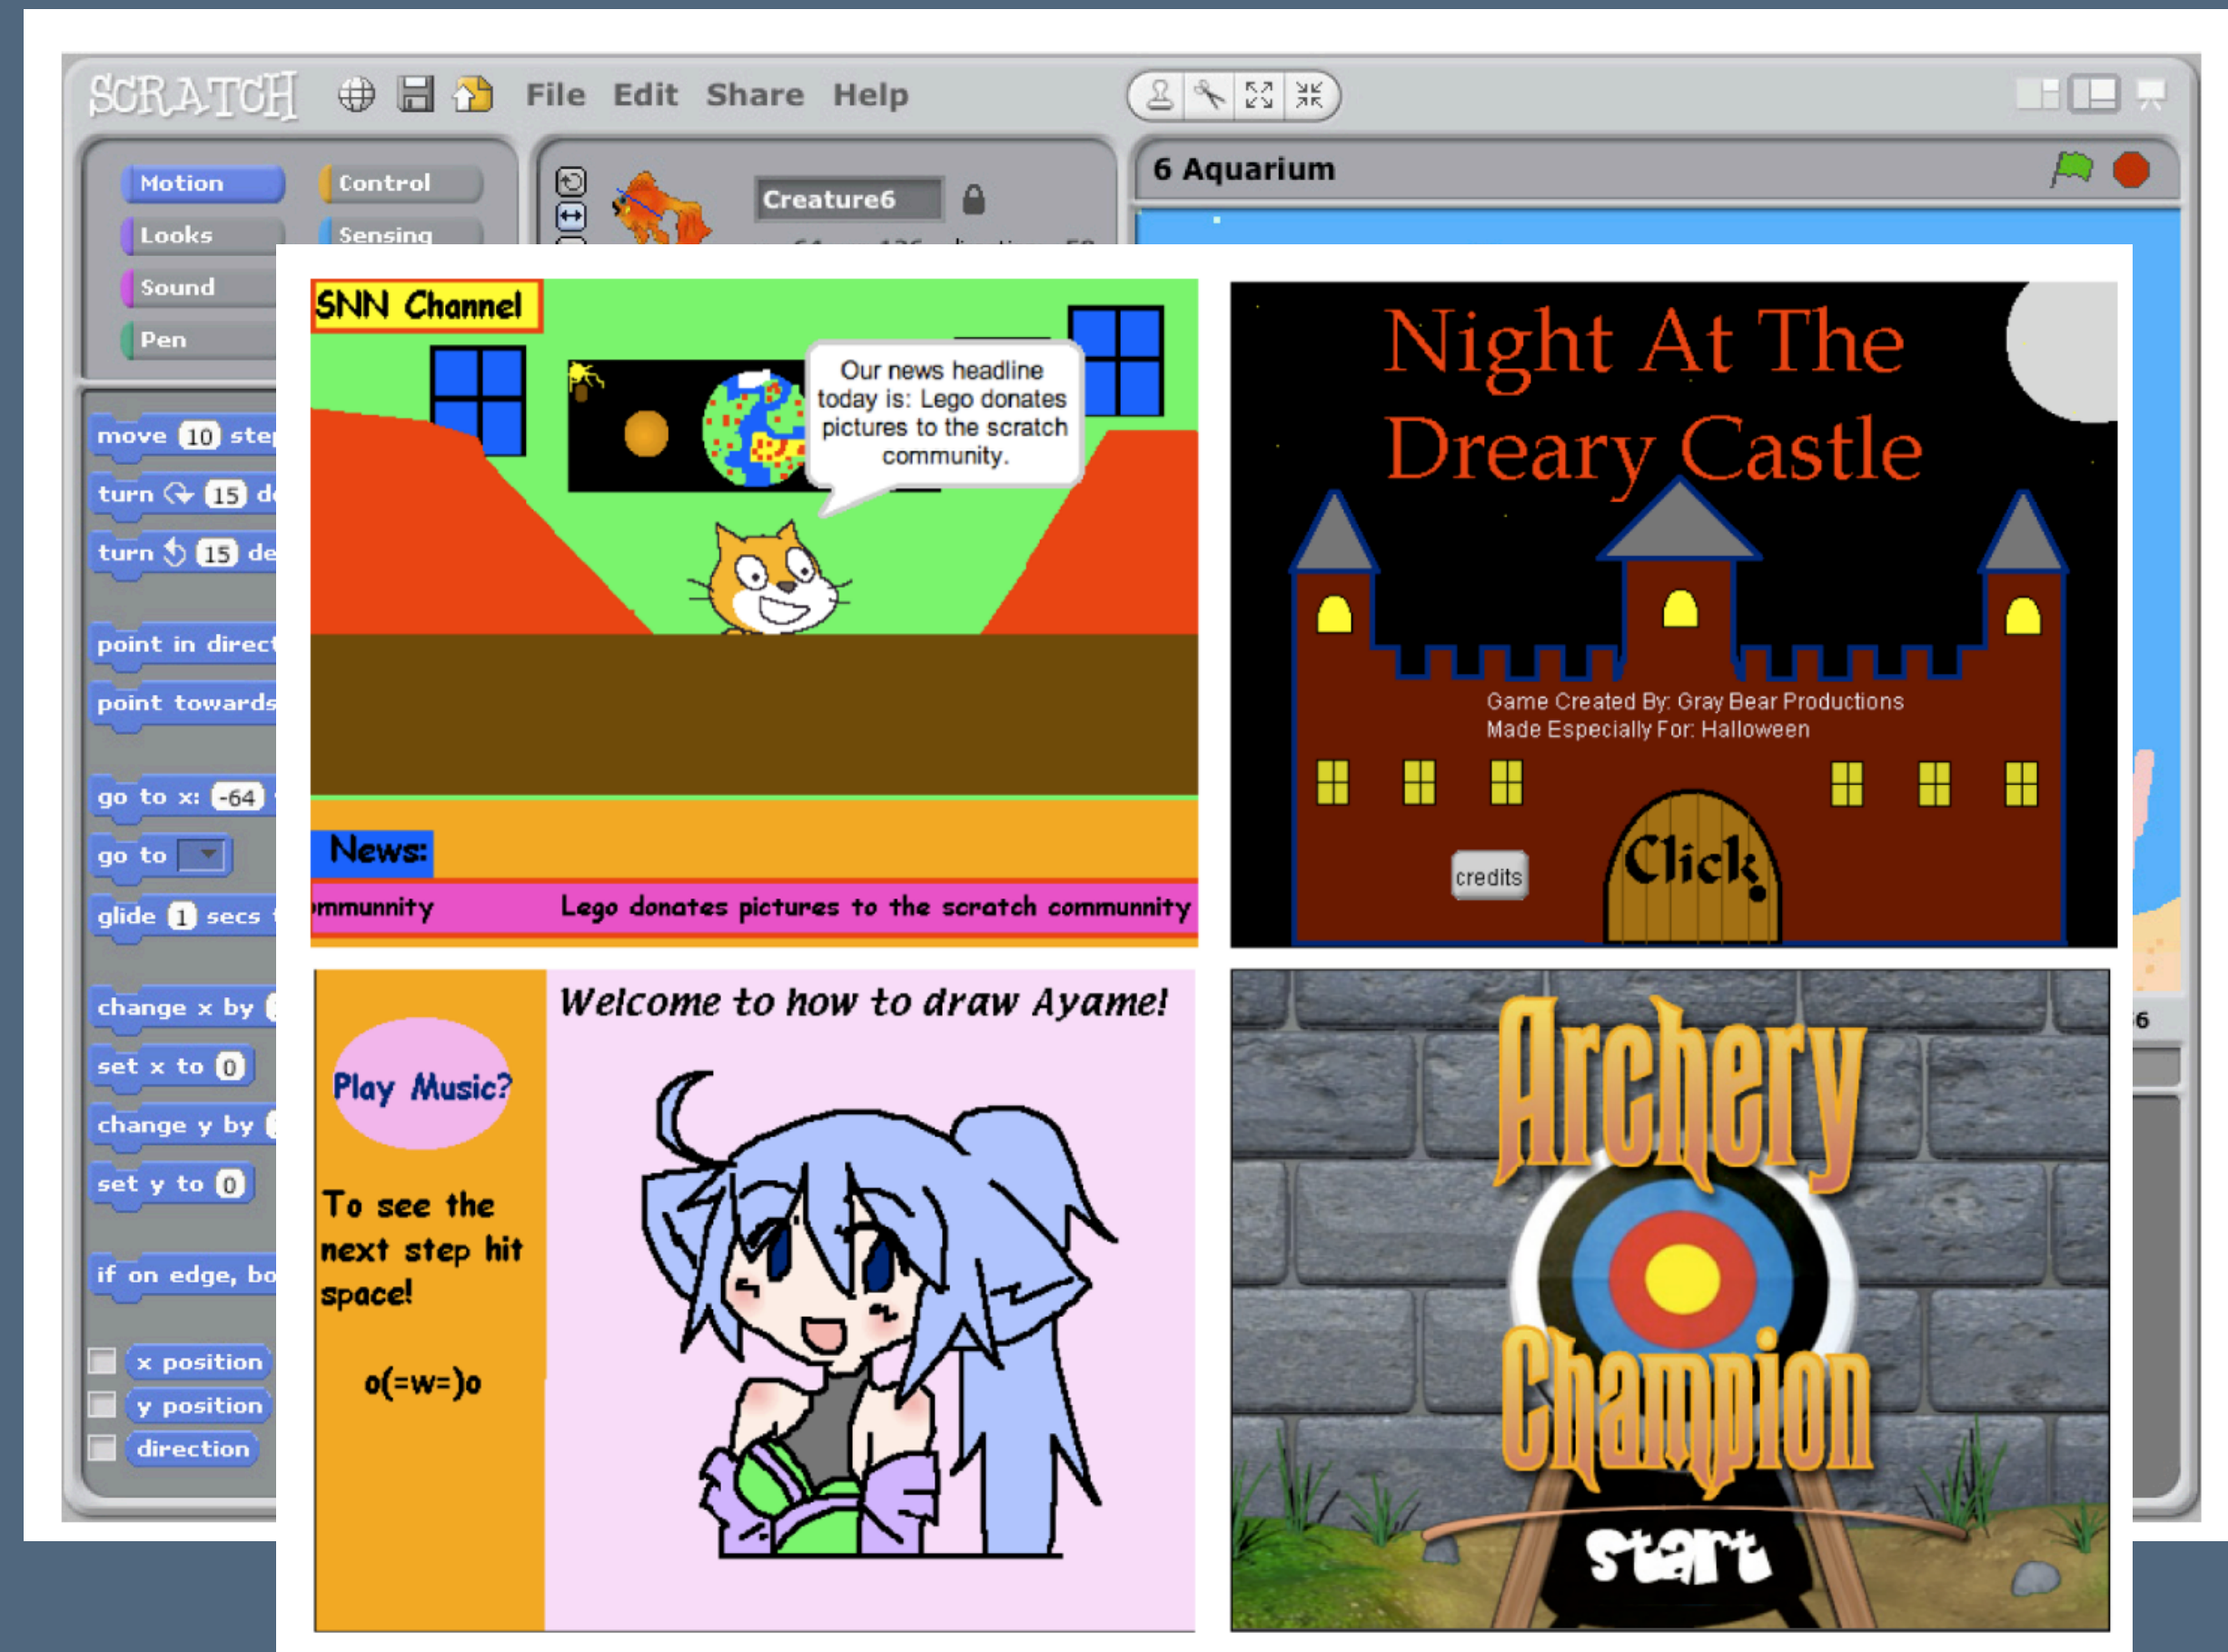 SCRATCH File Edit Share Help
Motion Control
Looks Sensing
Sound
Pen
Creature6
6 Aquarium
move 10
turn 15
turn 15
point in
point towards
go to x: -64
go to
glide 1 secs
change x by
set x to 0
change y by
set y to 0
if on edge,
x position
y position
direction
SNN Channel
Our news headline
today is: Lego donates
pictures to the scratch
community.
News:
Lego donates pictures to the scratch communnity
Night At The
Dreary Castle
Game Created By: Gray Bear Productions
Made Especially For: Halloween
credits
Click
Welcome to how to draw Ayame!
Play Music?
To see the
next step hit
space!
o(=w=)o
Archery
Champion
Start